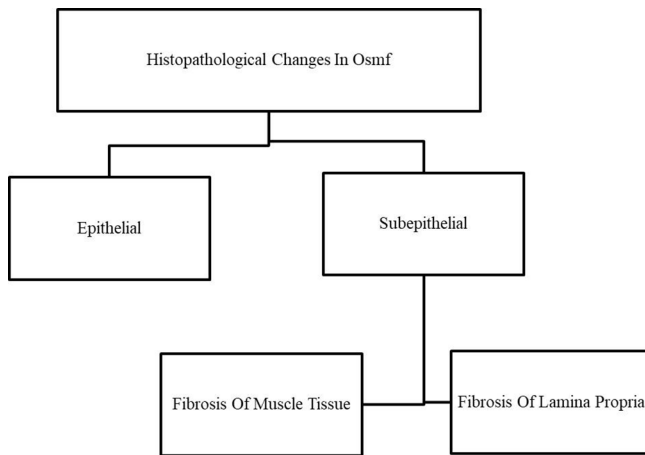 Histopathological Changes In Osmf
Epithelial
Subepithelial
Fibrosis Of Muscle Tissue
Fibrosis Of Lamina Propria